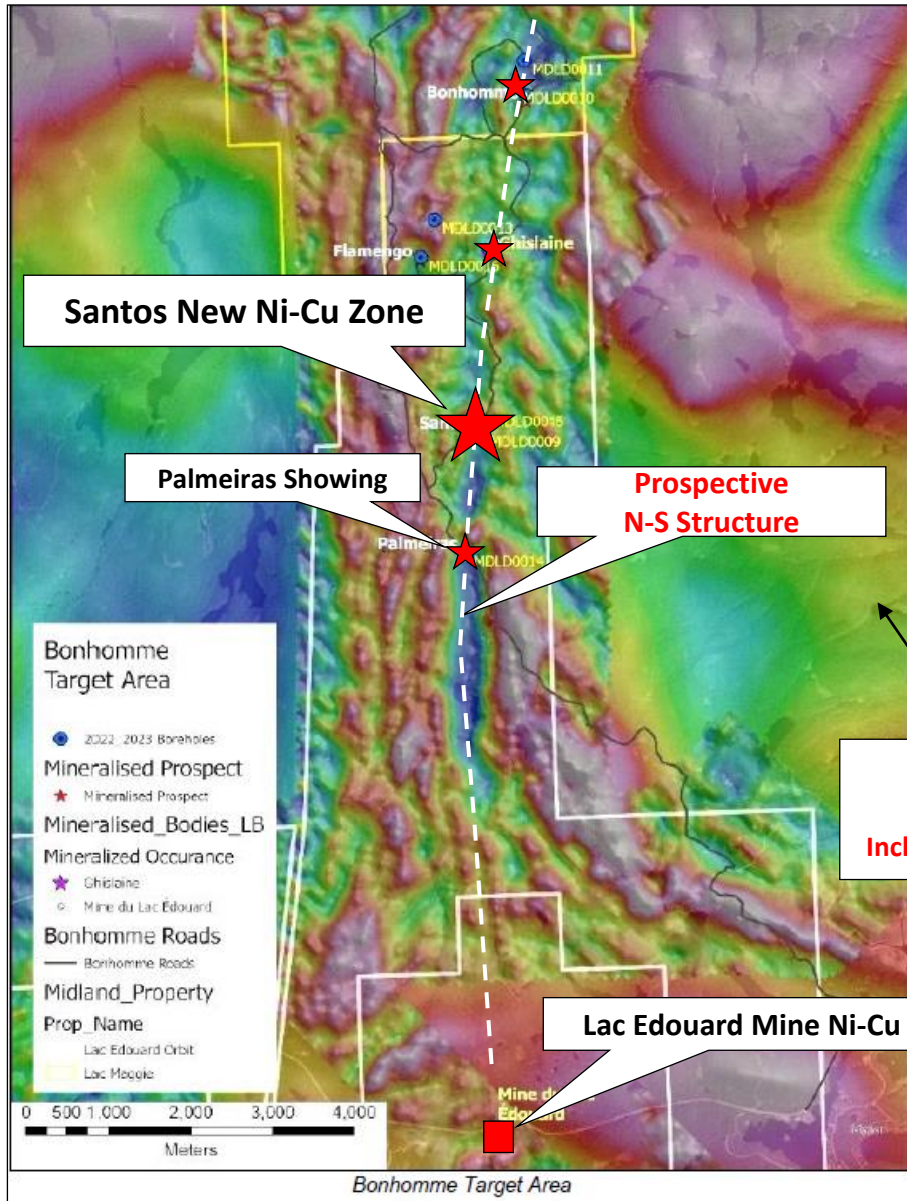 MDLD0011
Bonhomme
MDLD0010
MDLD0013
Ghislaine
Flamengo
Santos New Ni-Cu Zone
MDLD0009
Palmeiras Showing
Prospective
N-S Structure
Palmeiras
MDLD0014
Bonhomme
Target Area
2022_2023 Boreholes
Mineralised Prospect
Mineralised Prospect
Mineralised_Bodies_LB
Mineralized Occurance
Ghislaine
Mine du Lac Édouard
Bonhomme Roads
Bonhomme Roads
Midland_Property
Prop_Name
Lac Edouard Orbit
Lac Maggie
Incl
Lac Edouard Mine Ni-Cu
Mine du
Édouard
0 500 1,000 2,000 3,000 4,000
Meters
Bonhomme Target Area